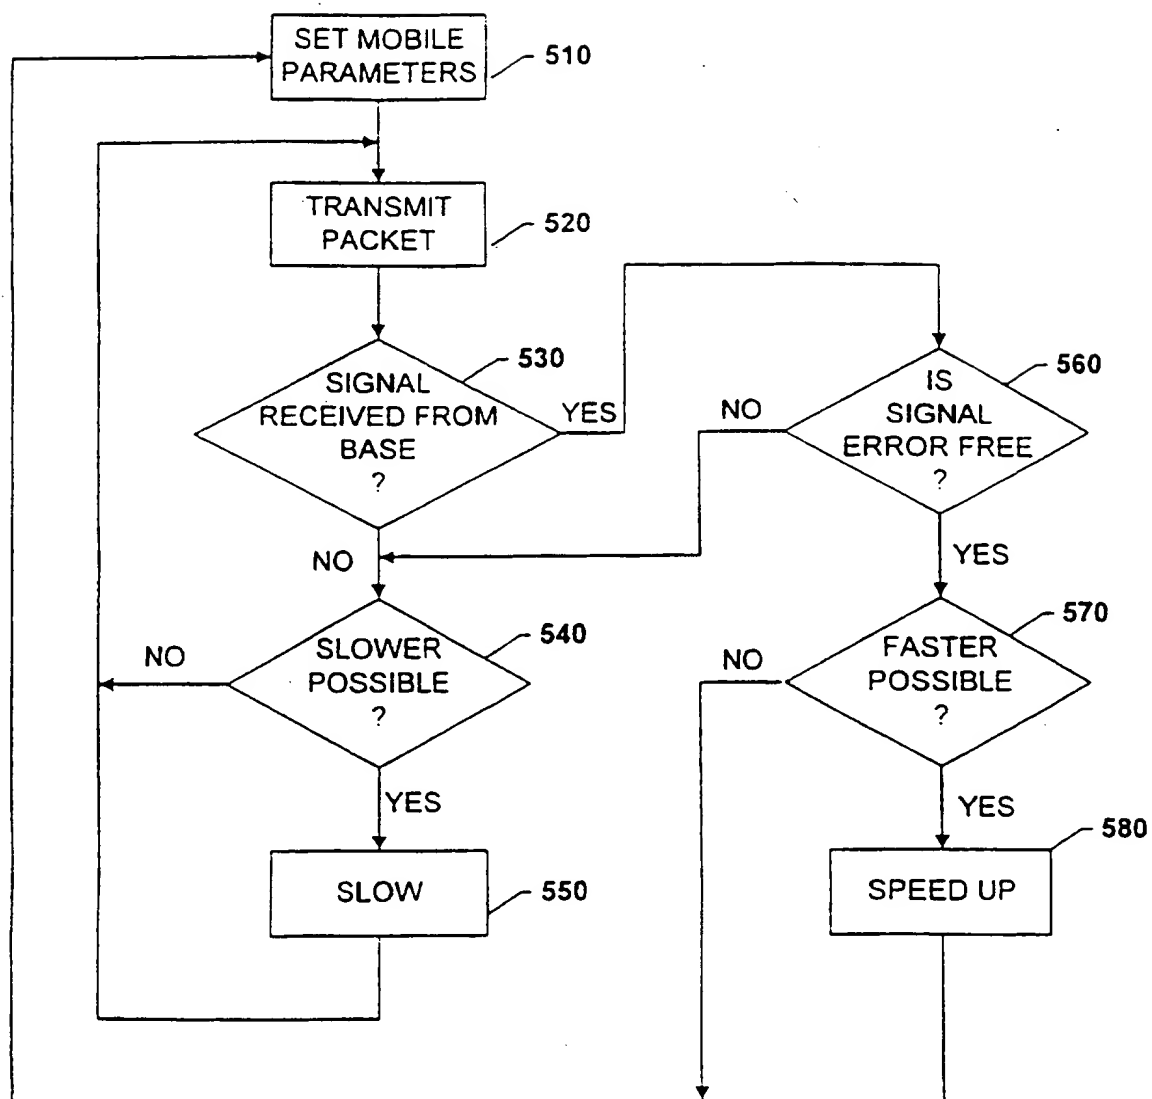 SET MOBILE
PARAMETERS
510
TRANSMIT
PACKET
520
SIGNAL
RECEIVED FROM
BASE
?
530
YES
NO
IS
SIGNAL
ERROR FREE
?
560
NO
YES
SLOWER
POSSIBLE
?
540
NO
YES
FASTER
POSSIBLE
?
570
NO
YES
SLOW
550
SPEED UP
580